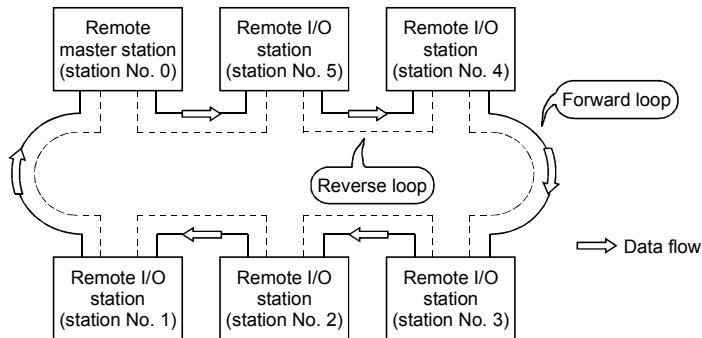 Remote
master station
(station No. 0)
Remote I/O
station
(station No. 5)
Remote I/O
station
(station No. 4)
Forward loop
Reverse loop
Data flow
Remote I/O
station
(station No. 1)
Remote I/O
station
(station No. 2)
Remote I/O
station
(station No. 3)